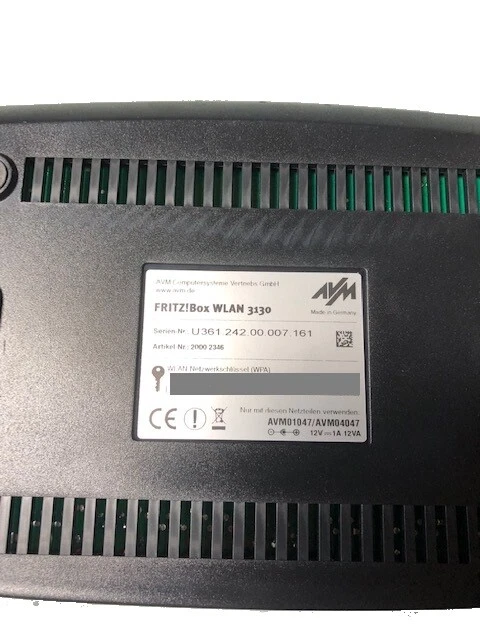 AVM Computersysteme Vertriebs GmbH
www.avm.de
AVM
Made in Germany
FRITZ!Box WLAN 3130
Serien-Nr.: U361.242.00.007.161
Artikel-Nr.: 2000 2346
WLAN Netzwerkschlüssel (WPA)
Nur mit diesen Netzteilen verwenden:
AVM01047/AVM04047
12V 1A 12VA
CE